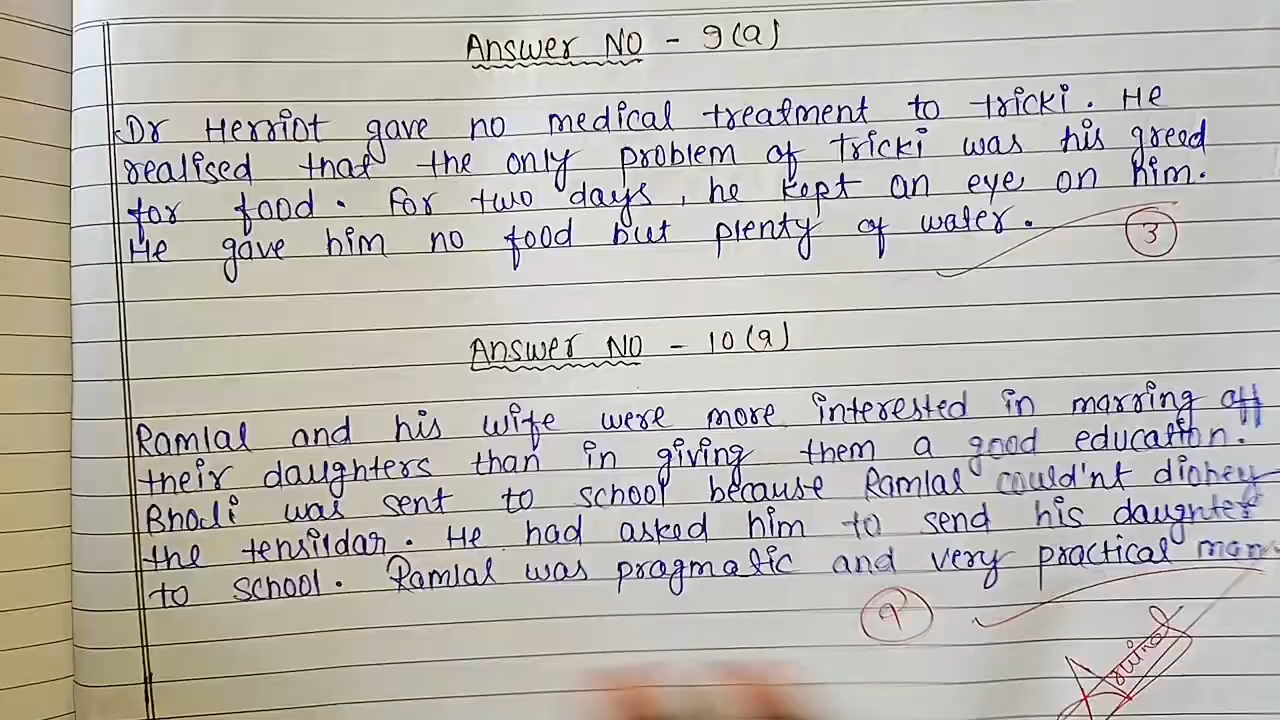 Answer No - 9(a)
Dr Herriot gave no medical treatment to tricki. He
realised that the only problem of tricki was his greed
for food. For two days, he kept an eye on him.
He gave him no food but plenty of water.
3
Answer No - 10(a)
Ramlal and his wife were more interested in marring off
their daughters than in giving them a good education.
Bholi was sent to school because Ramlal couldn't diobey
the tensildar. He had asked him to send his daughter
to school. Ramlal was pragmatic and very practical man